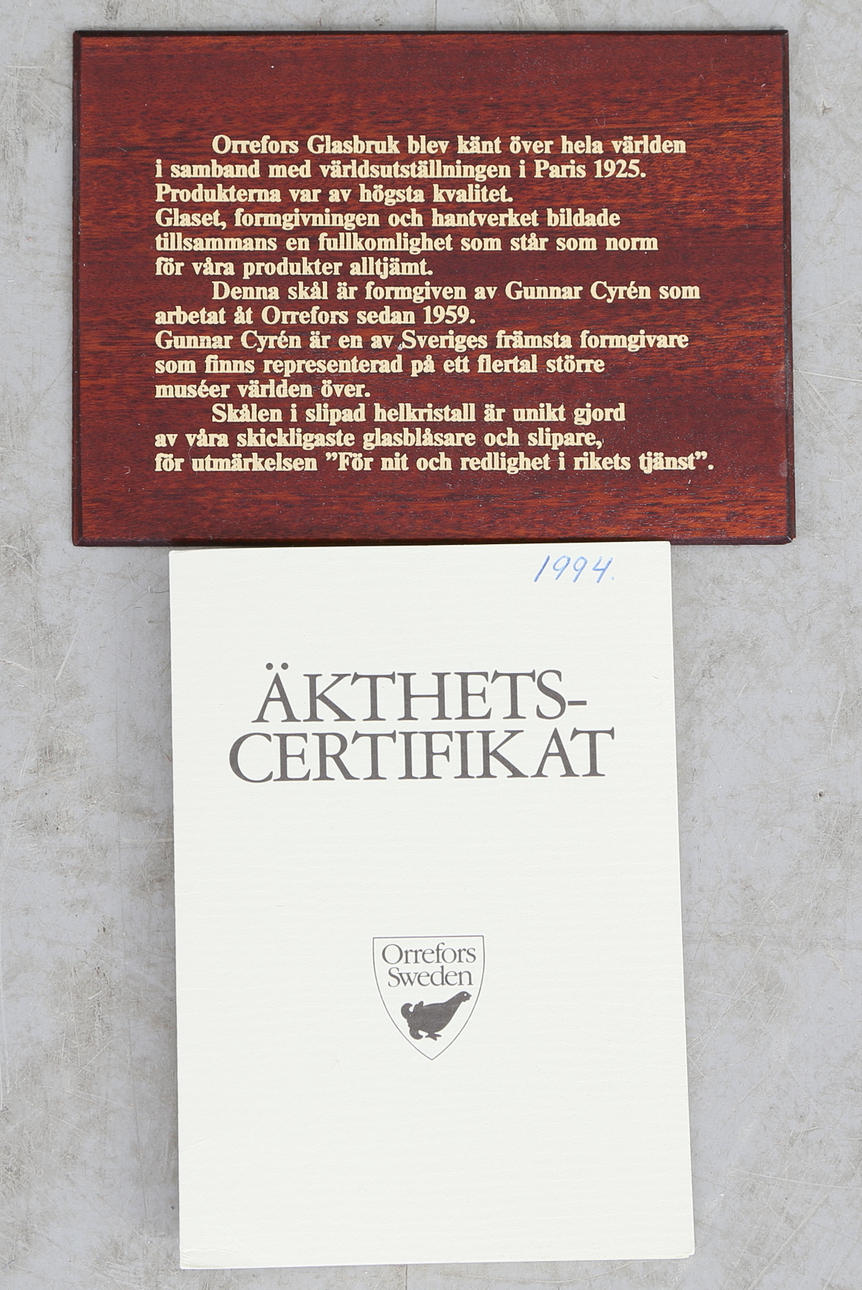 Orrefors Glasbruk blev känt över hela världen
i samband med världsutställningen i Paris 1925.
Produkterna var av högsta kvalitet.
Glaset, formgivningen och hantverket bildade
tillsammans en fullkomlighet som står som norm
för våra produkter alltjämt.
Denna skål är formgiven av Gunnar Cyrén som
arbetat åt Orrefors sedan 1959.
Gunnar Cyrén är en av Sveriges främsta formgivare
som finns representerad på ett flertal större
muséer världen över.
Skålen i slipad helkristall är unikt gjord
av våra skickligaste glasblåsare och slipare,
för utmärkelsen ”För nit och redlighet i rikets tjänst”.
1994.
ÄKTHETS-
CERTIFIKAT
Orrefors
Sweden